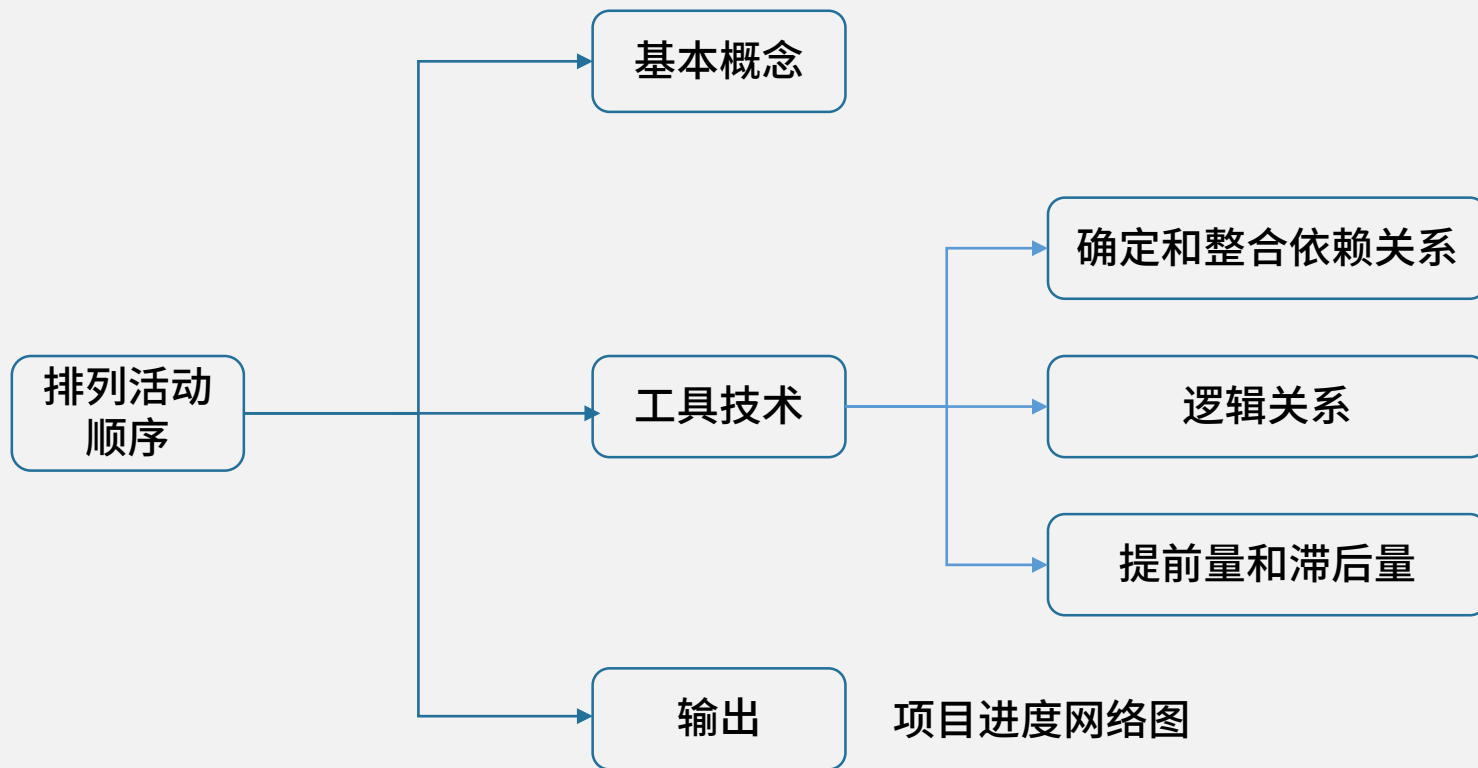 基本概念
确定和整合依赖关系
排列活动
顺序
工具技术
逻辑关系
提前量和滞后量
输出
项目进度网络图